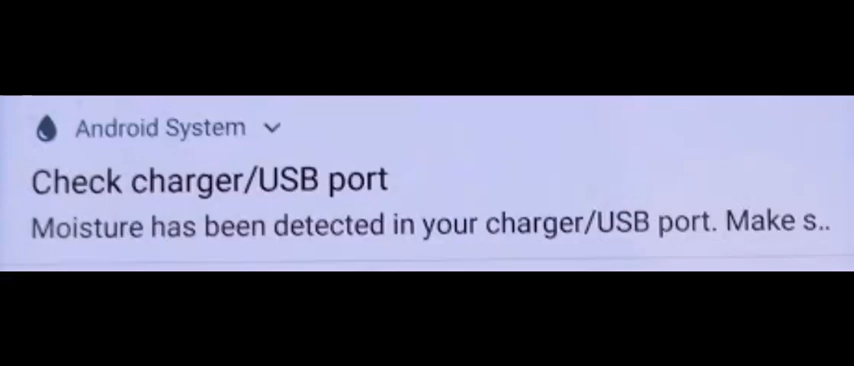 Android System
Check charger/USB port
Moisture has been detected in your charger/USB port. Make s..